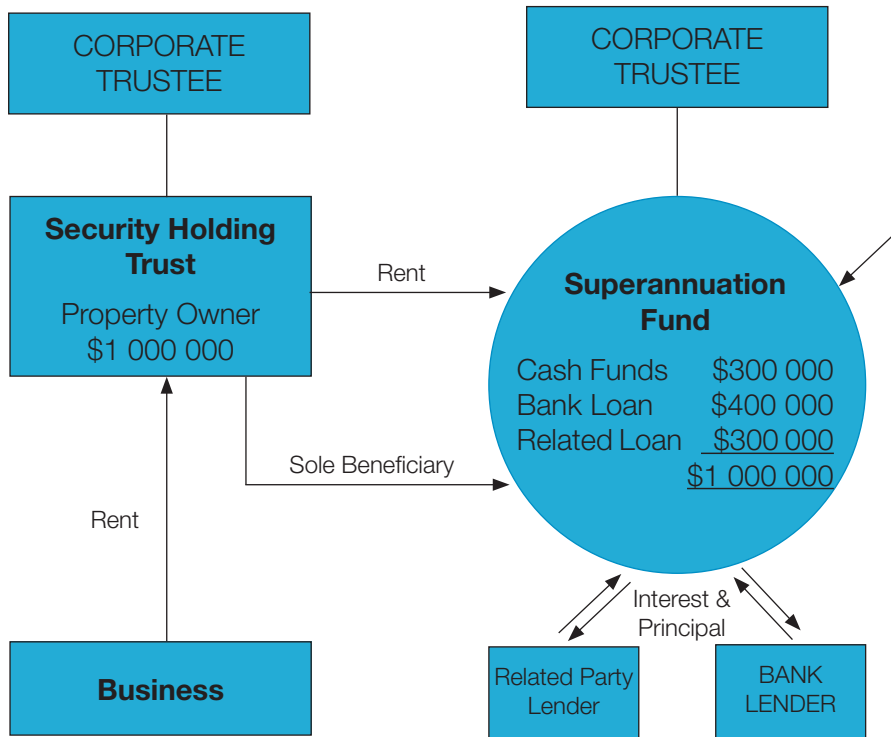 CORPORATE
TRUSTEE
CORPORATE
TRUSTEE
Security Holding
Trust
Property Owner
$1 000 000
Rent
Superannuation
Fund
Cash Funds $300 000
Bank Loan $400 000
Related Loan $300 000
$1 000 000
Sole Beneficiary
Rent
Interest &
Principal
Business
Related Party
Lender
BANK
LENDER